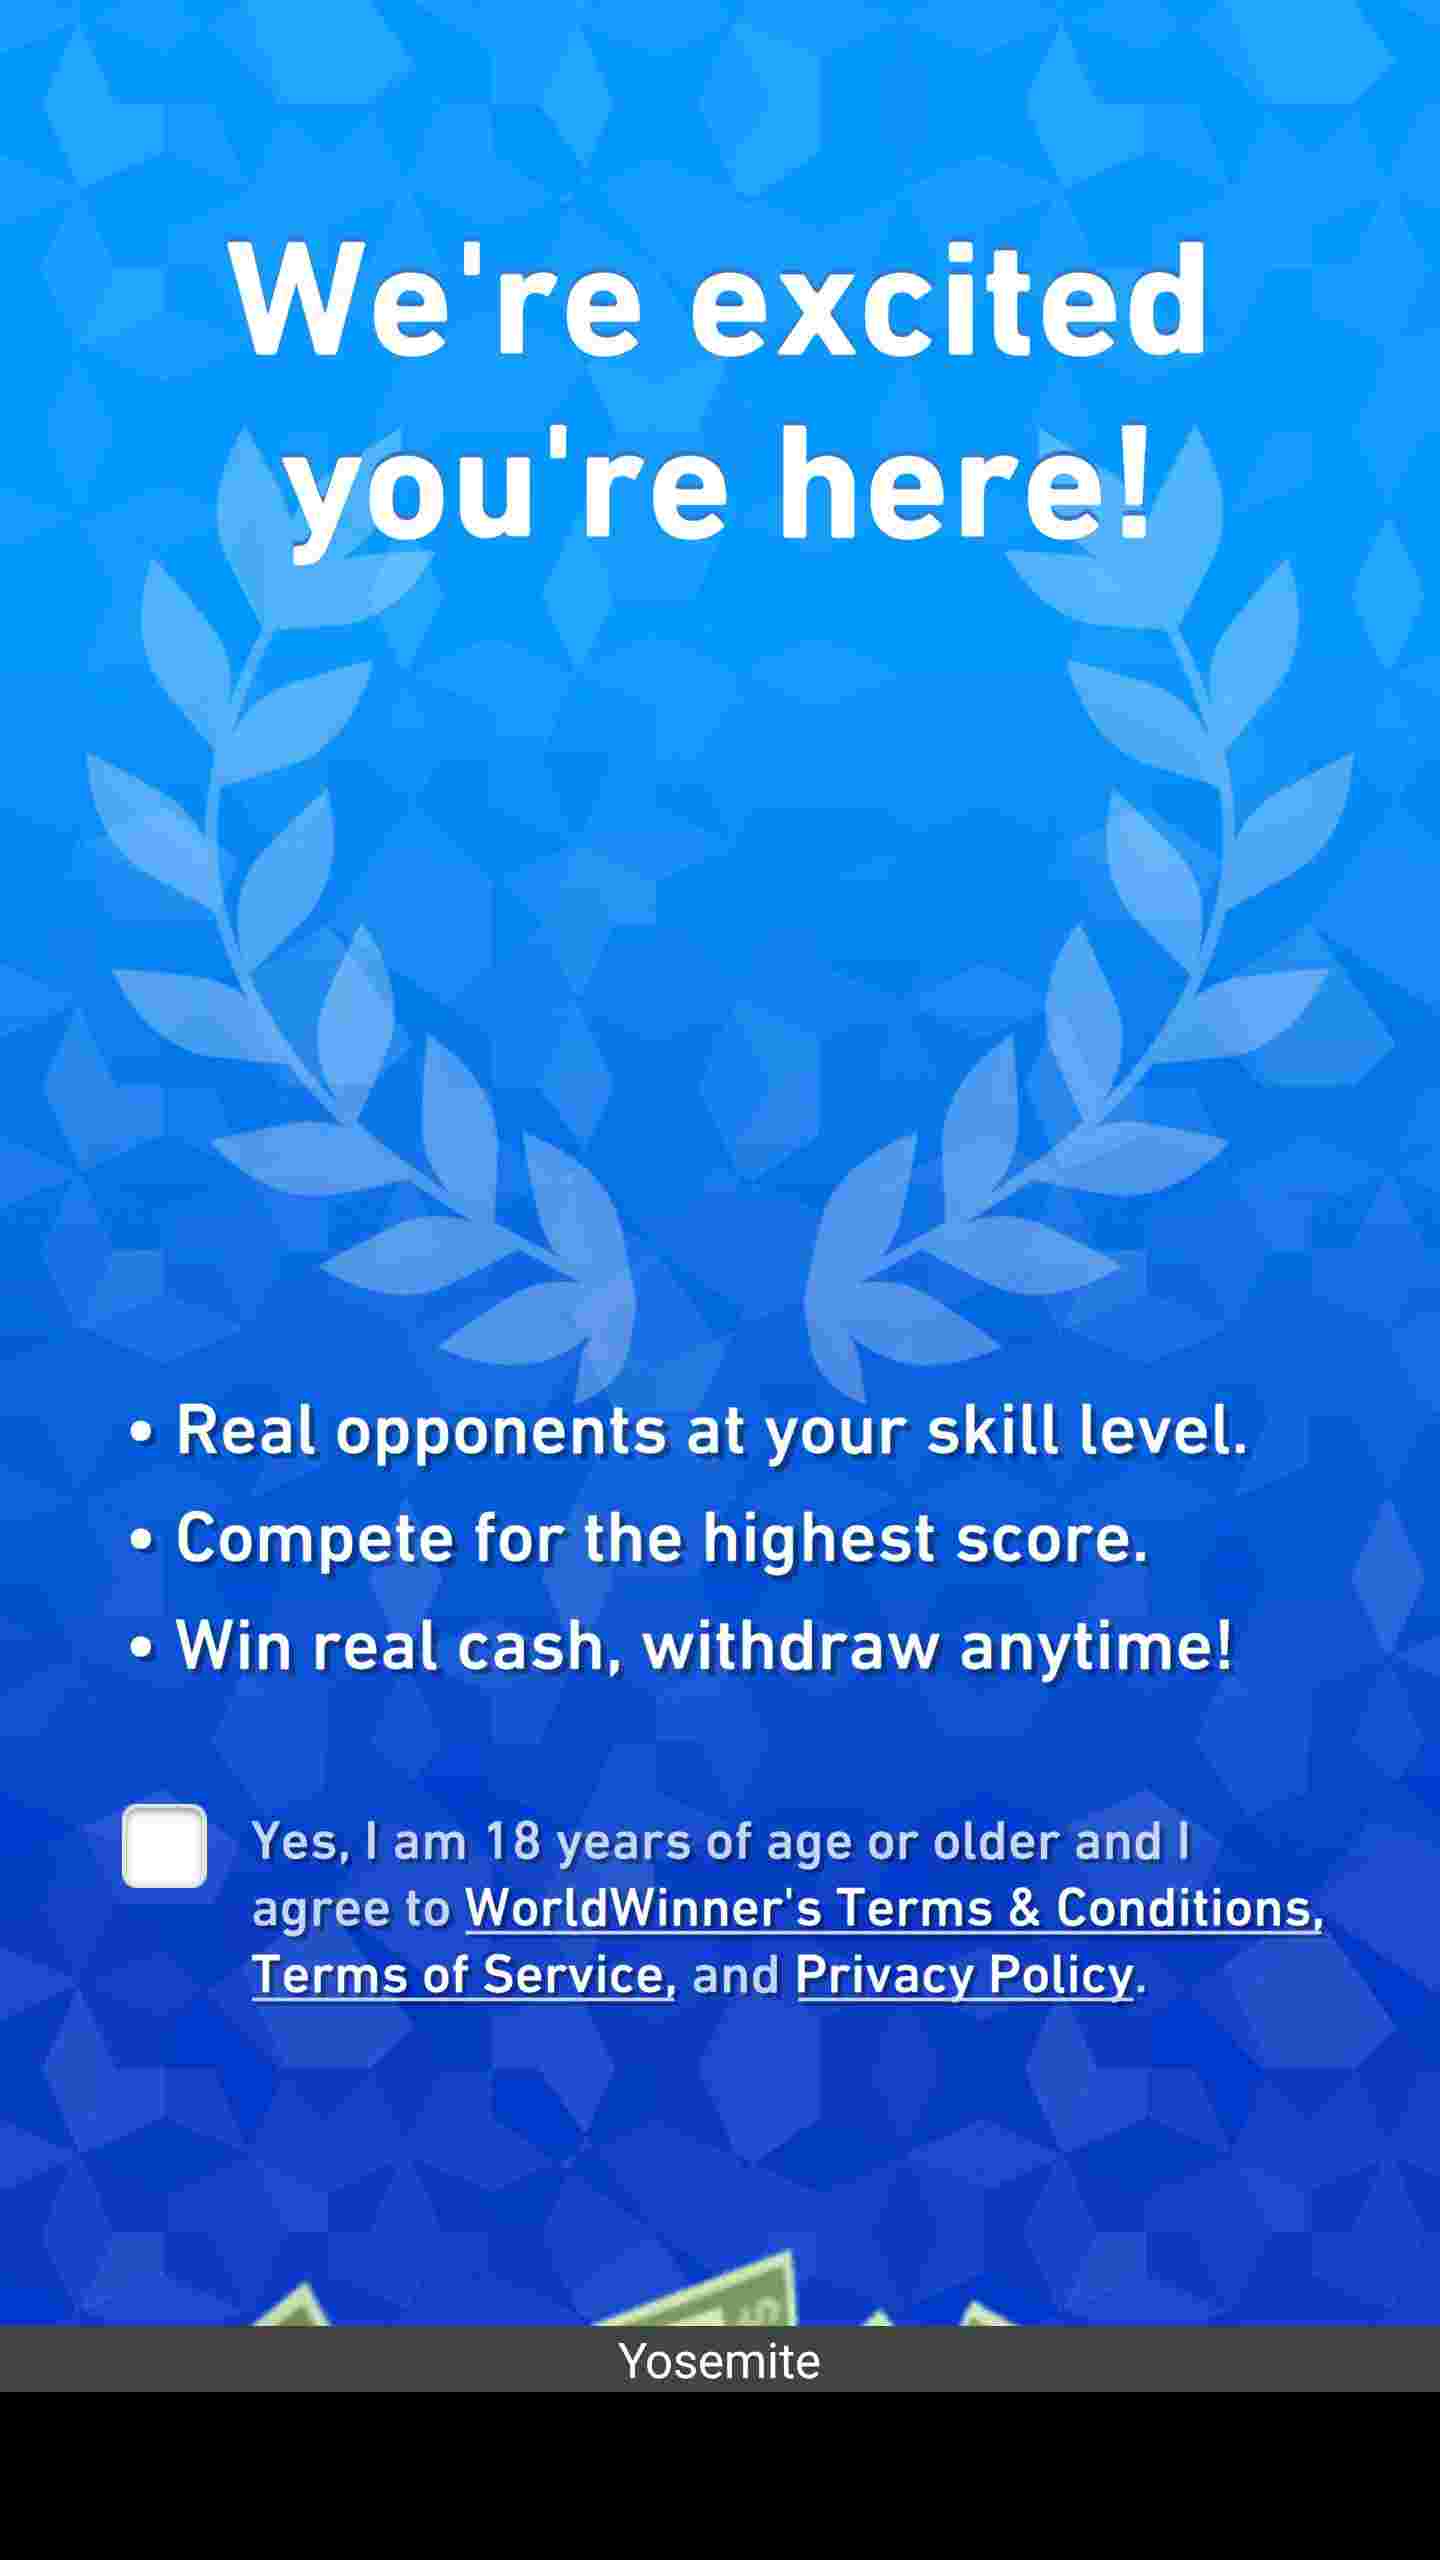 We're excited
you're here!
• Real opponents at your skill level.
• Compete for the highest score.
• Win real cash, withdraw anytime!
Yes, I am 18 years of age or older and I
agree to WorldWinner's Terms & Conditions,
Terms of Service, and Privacy Policy.
Yosemite